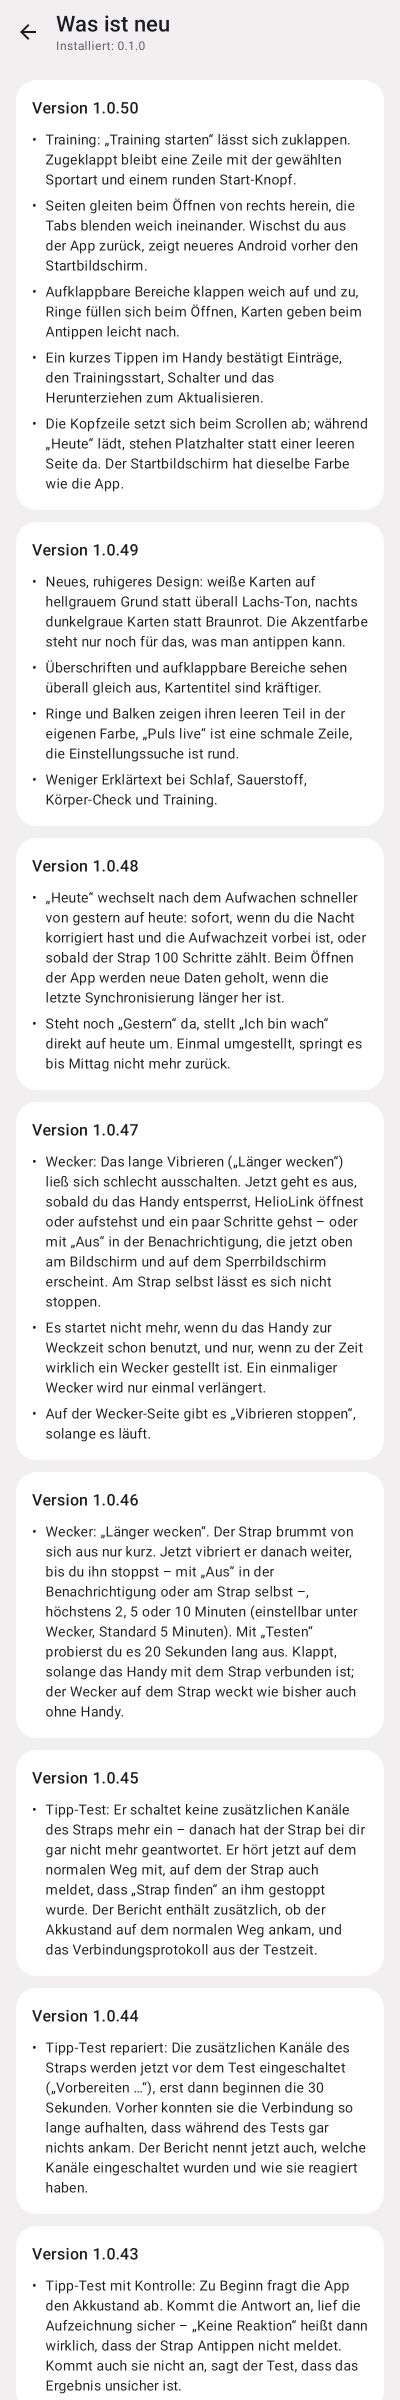 Was ist neu
Installiert: 0.1.0
Version 1.0.50
• Training: „Training starten“ lässt sich zuklappen.
Zugeklappt bleibt eine Zeile mit der gewählten
Sportart und einem runden Start-Knopf.
• Seiten gleiten beim Öffnen von rechts herein, die
Tabs blenden weich ineinander. Wischst du aus
der App zurück, zeigt neueres Android vorher den
Startbildschirm.
• Aufklappbare Bereiche klappen weich auf und zu,
Ringe füllen sich beim Öffnen, Karten geben beim
Antippen leicht nach.
• Ein kurzes Tippen im Handy bestätigt Einträge,
den Trainingsstart, Schalter und das
Herunterziehen zum Aktualisieren.
• Die Kopfzeile setzt sich beim Scrollen ab; während
„Heute“ lädt, stehen Platzhalter statt einer leeren
Seite da. Der Startbildschirm hat dieselbe Farbe
wie die App.
Version 1.0.49
• Neues, ruhigeres Design: weiße Karten auf
hellgrauem Grund statt überall Lachs-Ton, nachts
dunkelgraue Karten statt Braunrot. Die Akzentfarbe
steht nur noch für das, was man antippen kann.
• Überschriften und aufklappbare Bereiche sehen
überall gleich aus, Kartentitel sind kräftiger.
• Ringe und Balken zeigen ihren leeren Teil in der
eigenen Farbe, „Puls live“ ist eine schmale Zeile,
die Einstellungssuche ist rund.
• Weniger Erklärtext bei Schlaf, Sauerstoff,
Körper-Check und Training.
Version 1.0.48
• „Heute“ wechselt nach dem Aufwachen schneller
von gestern auf heute: sofort, wenn du die Nacht
korrigiert hast und die Aufwachzeit vorbei ist, oder
sobald der Strap 100 Schritte zählt. Beim Öffnen
der App werden neue Daten geholt, wenn die
letzte Synchronisierung länger her ist.
• Steht noch „Gestern“ da, stellt „Ich bin wach“
direkt auf heute um. Einmal umgestellt, springt es
bis Mittag nicht mehr zurück.
Version 1.0.47
• Wecker: Das lange Vibrieren („Länger wecken“)
ließ sich schlecht ausschalten. Jetzt geht es aus,
sobald du das Handy entsperrst, HelioLink öffnest
oder aufstehst und ein paar Schritte gehst – oder
mit „Aus“ in der Benachrichtigung, die jetzt oben
am Bildschirm und auf dem Sperrbildschirm
erscheint. Am Strap selbst lässt es sich nicht
stoppen.
• Es startet nicht mehr, wenn du das Handy zur
Weckzeit schon benutzt, und nur, wenn zu der Zeit
wirklich ein Wecker gestellt ist. Ein einmaliger
Wecker wird nur einmal verlängert.
• Auf der Wecker-Seite gibt es „Vibrieren stoppen“,
solange es läuft.
Version 1.0.46
• Wecker: „Länger wecken“. Der Strap brummt von
sich aus nur kurz. Jetzt vibriert er danach weiter,
bis du ihn stoppst – mit „Aus“ in der
Benachrichtigung oder am Strap selbst –,
höchstens 2, 5 oder 10 Minuten (einstellbar unter
Wecker, Standard 5 Minuten). Mit „Testen“
probierst du es 20 Sekunden lang aus. Klappt,
solange das Handy mit dem Strap verbunden ist;
der Wecker auf dem Strap weckt wie bisher auch
ohne Handy.
Version 1.0.45
• Tipp-Test: Er schaltet keine zusätzlichen Kanäle
des Straps mehr ein – danach hat der Strap bei dir
gar nicht mehr geantwortet. Er hört jetzt auf dem
normalen Weg mit, auf dem der Strap auch
meldet, dass „Strap finden“ an ihm gestoppt
wurde. Der Bericht enthält zusätzlich, ob der
Akkustand auf dem normalen Weg ankam, und
das Verbindungsprotokoll aus der Testzeit.
Version 1.0.44
• Tipp-Test repariert: Die zusätzlichen Kanäle des
Straps werden jetzt vor dem Test eingeschaltet
(„Vorbereiten …“), erst dann beginnen die 30
Sekunden. Vorher konnten sie die Verbindung so
lange aufhalten, dass während des Tests gar
nichts ankam. Der Bericht nennt jetzt auch, welche
Kanäle eingeschaltet wurden und wie sie reagiert
haben.
Version 1.0.43
• Tipp-Test mit Kontrolle: Zu Beginn fragt die App
den Akkustand ab. Kommt die Antwort an, lief die
Aufzeichnung sicher – „Keine Reaktion“ heißt dann
wirklich, dass der Strap Antippen nicht meldet.
Kommt auch sie nicht an, sagt der Test, dass das
Ergebnis unsicher ist.